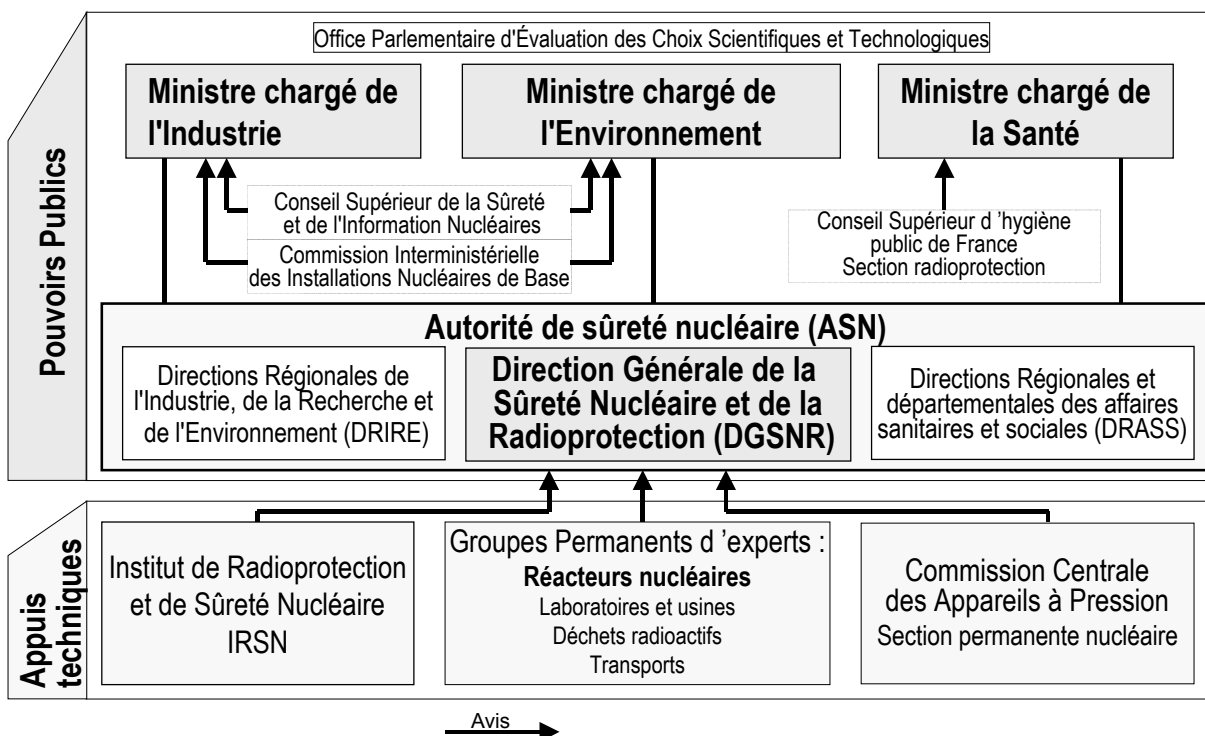 Office Parlementaire d'Évaluation des Choix Scientifiques et Technologiques
Pouvoirs Publics
Ministre chargé de
l'Industrie
Ministre chargé de
l'Environnement
Ministre chargé de
la Santé
Conseil Supérieur de la Sûreté
et de l'Information Nucléaires
Commission Interministérielle
des Installations Nucléaires de Base
Conseil Supérieur d 'hygiène
public de France
Section radioprotection
Autorité de sûreté nucléaire (ASN)
Directions Régionales de
l'Industrie, de la Recherche et
de l'Environnement (DRIRE)
Direction Générale de la
Sûreté Nucléaire et de la
Radioprotection (DGSNR)
Directions Régionales et
départementales des affaires
sanitaires et sociales (DRASS)
Appuis
techniques
Institut de Radioprotection
et de Sûreté Nucléaire
IRSN
Groupes Permanents d 'experts :
Réacteurs nucléaires
Laboratoires et usines
Déchets radioactifs
Transports
Commission Centrale
des Appareils à Pression
Section permanente nucléaire
Avis